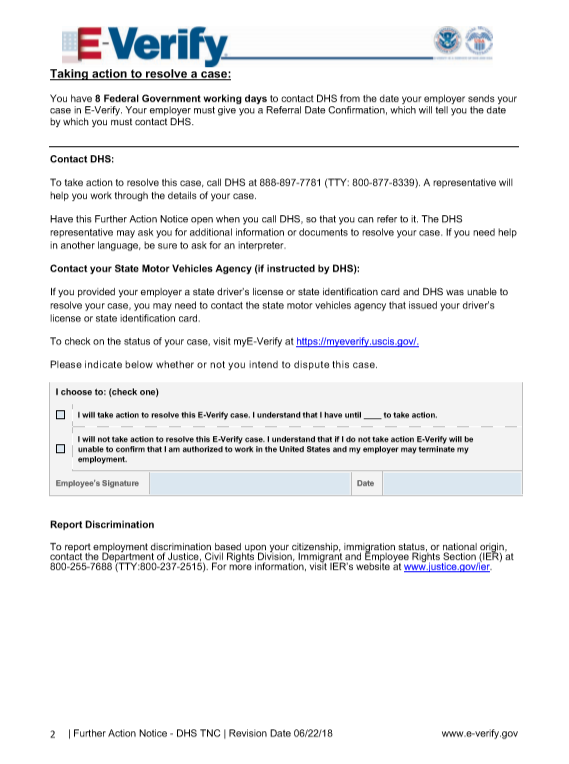 E-Verify
Taking action to resolve a case:
You have 8 Federal Government working days to contact DHS from the date your employer sends your
case in E-Verify. Your employer must give you a Referral Date Confirmation, which will tell you the date
by which you must contact DHS.
Contact DHS:
To take action to resolve this case, call DHS at 888-897-7781 (TTY: 800-877-8339). A representative will
help you work through the details of your case.
Have this Further Action Notice open when you call DHS, so that you can refer to it. The DHS
representative may ask you for additional information or documents to resolve your case. If you need help
in another language, be sure to ask for an interpreter.
Contact your State Motor Vehicles Agency (if instructed by DHS):
If you provided your employer a state driver's license or state identification card and DHS was unable to
resolve your case, you may need to contact the state motor vehicles agency that issued your driver's
license or state identification card.
To check on the status of your case, visit myE-Verify at https://myeverify.uscis.gov/.
Please indicate below whether or not you intend to dispute this case.
I choose to: (check one)
I will take action to resolve this E-Verify case. I understand that I have until ____ to take action.
I will not take action to resolve this E-Verify case. I understand that if I do not take action E-Verify will be
unable to confirm that I am authorized to work in the United States and my employer may terminate my
employment.
Employee's Signature Date
Report Discrimination
To report employment discrimination based upon your citizenship, immigration status, or national origin,
contact the Department of Justice, Civil Rights Division, Immigrant and Employee Rights Section (IER) at
800-255-7688 (TTY:800-237-2515). For more information, visit IER's website at www.justice.gov/ier.
2 | Further Action Notice - DHS TNC | Revision Date 06/22/18 www.e-verify.gov